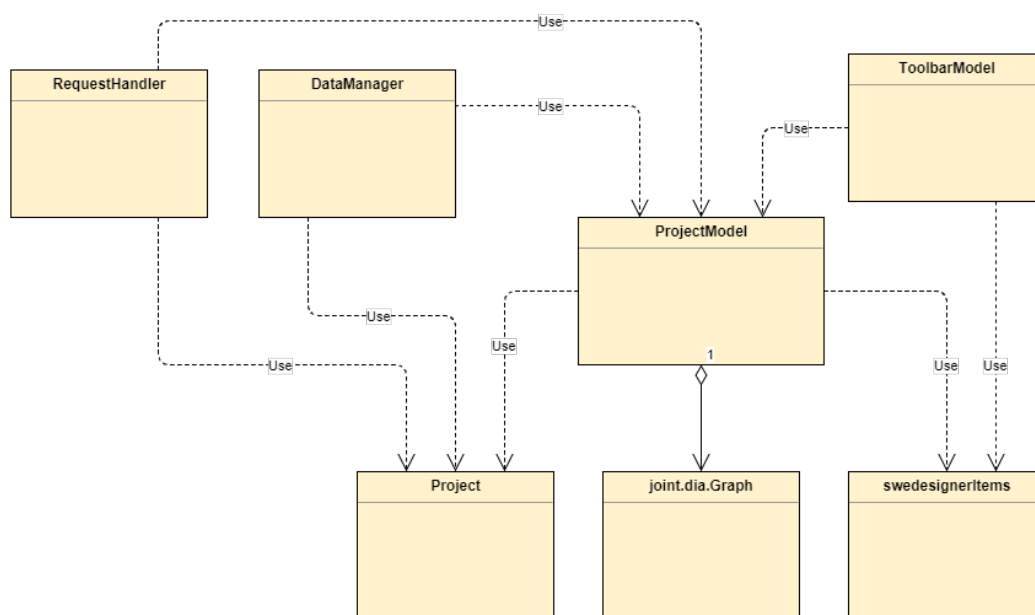 Use
RequestHandler
DataManager
ToolbarModel
Use
Use
ProjectModel
Use
Use
Use
Use
Use
1
Project
joint.dia.Graph
swedesignerItems